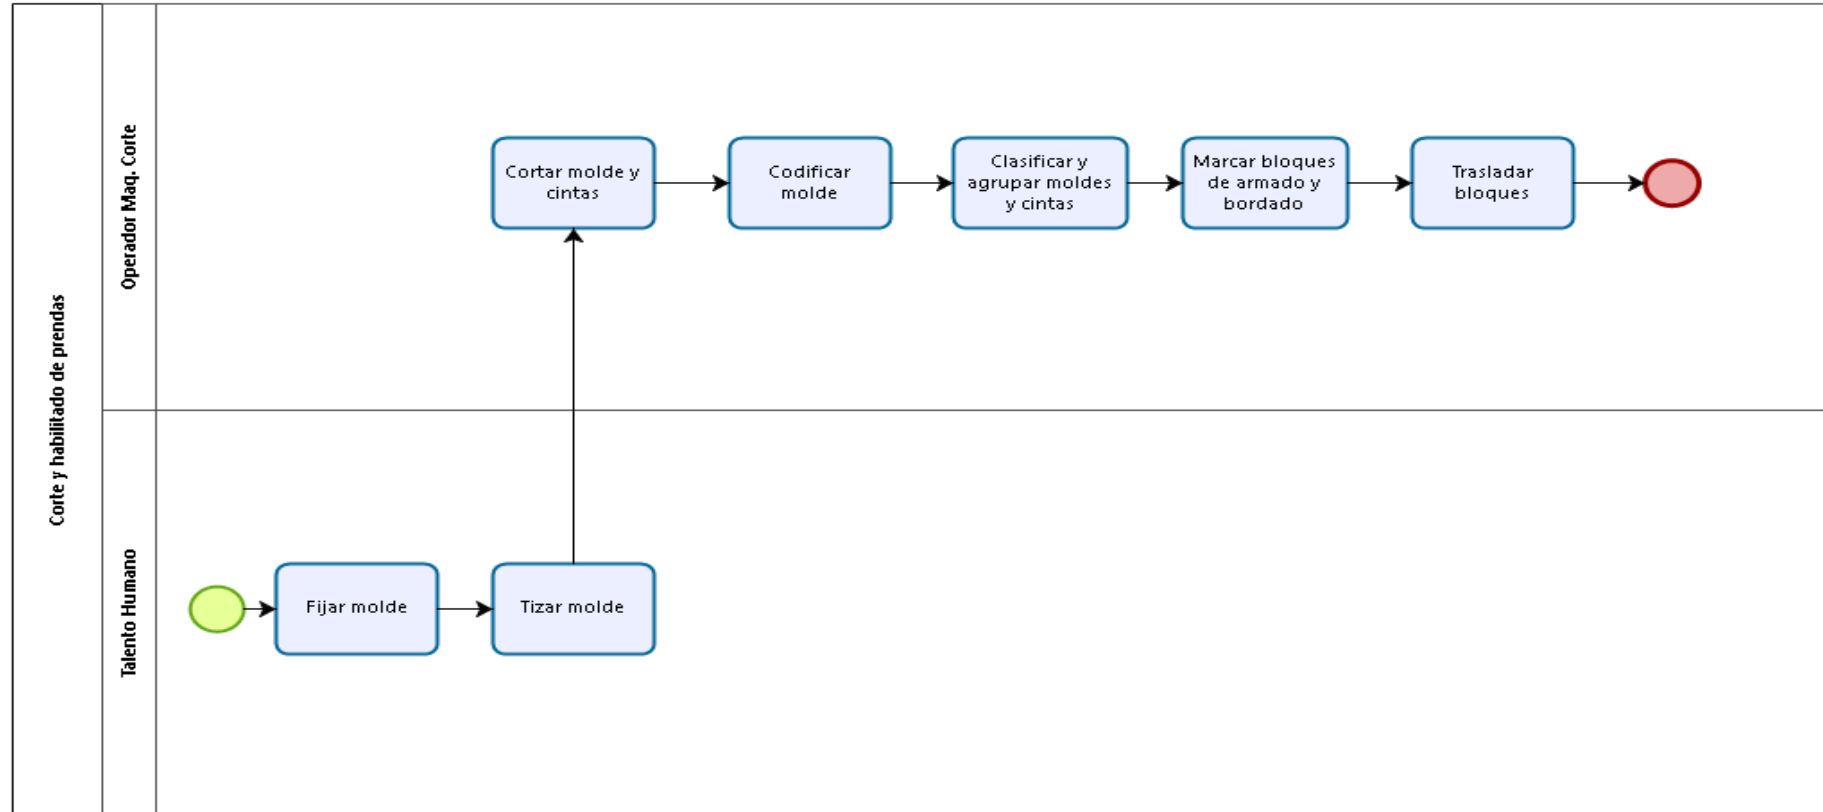 Corte y habilitado de prendas
Operador Maq. Corte
Cortar molde y
cintas
Codificar
molde
Clasificar y
agrupar moldes
y cintas
Marcar bloques
de armado y
bordado
Trasladar
bloques
Talento Humano
Fijar molde
Tizar molde